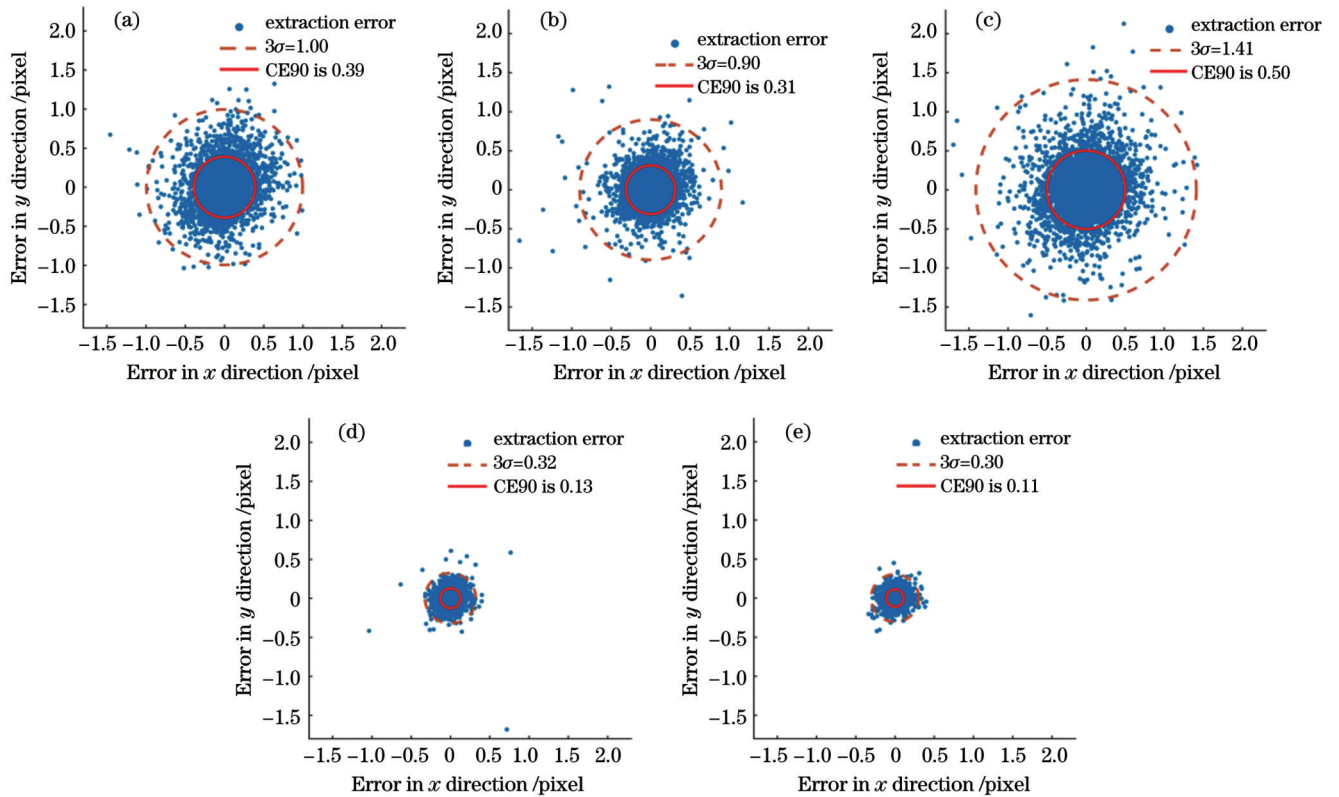 (a)
extraction error
3σ=1.00
CE90 is 0.39
2.0
1.5
1.0
0.5
0
−0.5
−1.0
−1.5
Error in y direction /pixel
−1.5 −1.0 −0.5 0 0.5 1.0 1.5 2.0
Error in x direction /pixel
(b)
extraction error
3σ=0.90
CE90 is 0.31
2.0
1.5
1.0
0.5
0
−0.5
−1.0
−1.5
Error in y direction /pixel
−1.5 −1.0 −0.5 0 0.5 1.0 1.5 2.0
Error in x direction /pixel
(c)
extraction error
3σ=1.41
CE90 is 0.50
2.0
1.5
1.0
0.5
0
−0.5
−1.0
−1.5
Error in y direction /pixel
−1.5 −1.0 −0.5 0 0.5 1.0 1.5 2.0
Error in x direction /pixel
(d)
extraction error
3σ=0.32
CE90 is 0.13
2.0
1.5
1.0
0.5
0
−0.5
−1.0
−1.5
Error in y direction /pixel
−1.5 −1.0 −0.5 0 0.5 1.0 1.5 2.0
Error in x direction /pixel
(e)
extraction error
3σ=0.30
CE90 is 0.11
2.0
1.5
1.0
0.5
0
−0.5
−1.0
−1.5
Error in y direction /pixel
−1.5 −1.0 −0.5 0 0.5 1.0 1.5 2.0
Error in x direction /pixel